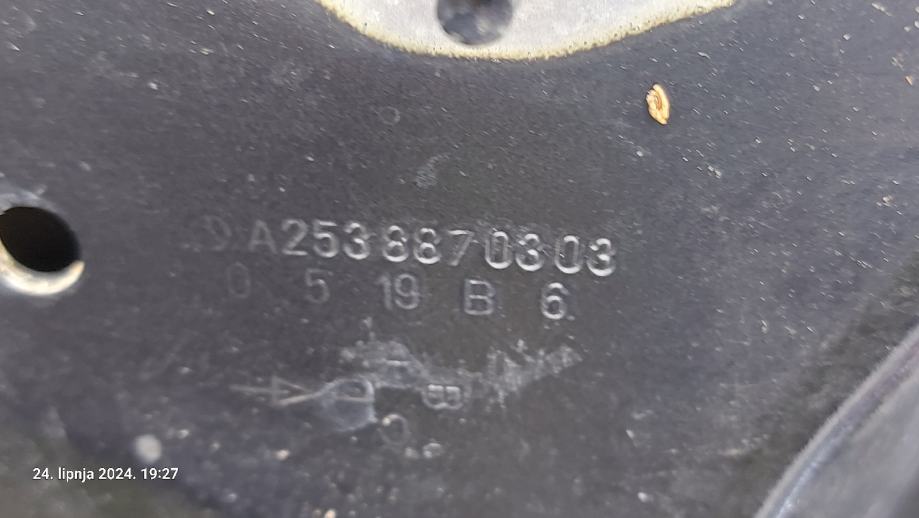 A2538870303
0 5 19 B 6
B
24. lipnja 2024. 19:27